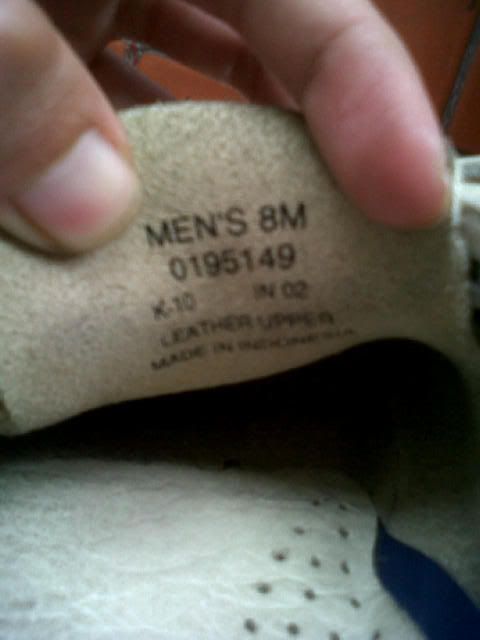 MEN'S 8M
0195149
K-10 IN 02
LEATHER UPPER
MADE IN INDONESIA